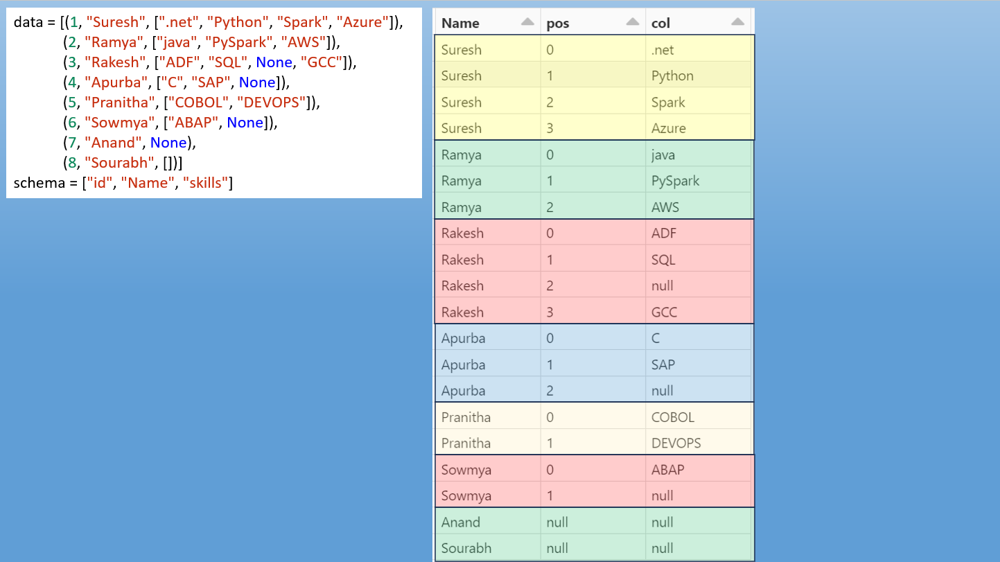 data = [(1, "Suresh", [".net", "Python", "Spark", "Azure"]),
(2, "Ramya", ["java", "PySpark", "AWS"]),
(3, "Rakesh", ["ADF", "SQL", None, "GCC"]),
(4, "Apurba", ["C", "SAP", None]),
(5, "Pranitha", ["COBOL", "DEVOPS"]),
(6, "Sowmya", ["ABAP", None]),
(7, "Anand", None),
(8, "Sourabh", [])]
schema = ["id", "Name", "skills"]
Name pos col
Suresh 0 .net
Suresh 1 Python
Suresh 2 Spark
Suresh 3 Azure
Ramya 0 java
Ramya 1 PySpark
Ramya 2 AWS
Rakesh 0 ADF
Rakesh 1 SQL
Rakesh 2 null
Rakesh 3 GCC
Apurba 0 C
Apurba 1 SAP
Apurba 2 null
Pranitha 0 COBOL
Pranitha 1 DEVOPS
Sowmya 0 ABAP
Sowmya 1 null
Anand null null
Sourabh null null